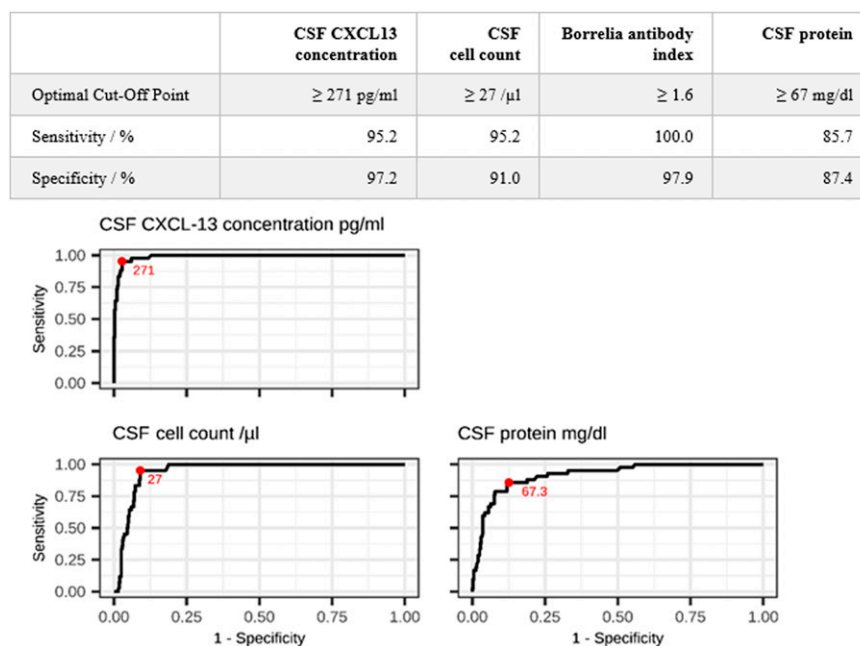 CSF CXCL13 concentration CSF cell count Borrelia antibody index CSF protein
Optimal Cut-Off Point ≥ 271 pg/ml ≥ 27 /µl ≥ 1.6 ≥ 67 mg/dl
Sensitivity / % 95.2 95.2 100.0 85.7
Specificity / % 97.2 91.0 97.9 87.4
CSF CXCL-13 concentration pg/ml
Sensitivity
1.00
0.75
0.50
0.25
0.00
271
CSF cell count /µl
Sensitivity
1.00
0.75
0.50
0.25
0.00
27
0.00 0.25 0.50 0.75 1.00
1 - Specificity
CSF protein mg/dl
67.3
0.00 0.25 0.50 0.75 1.00
1 - Specificity